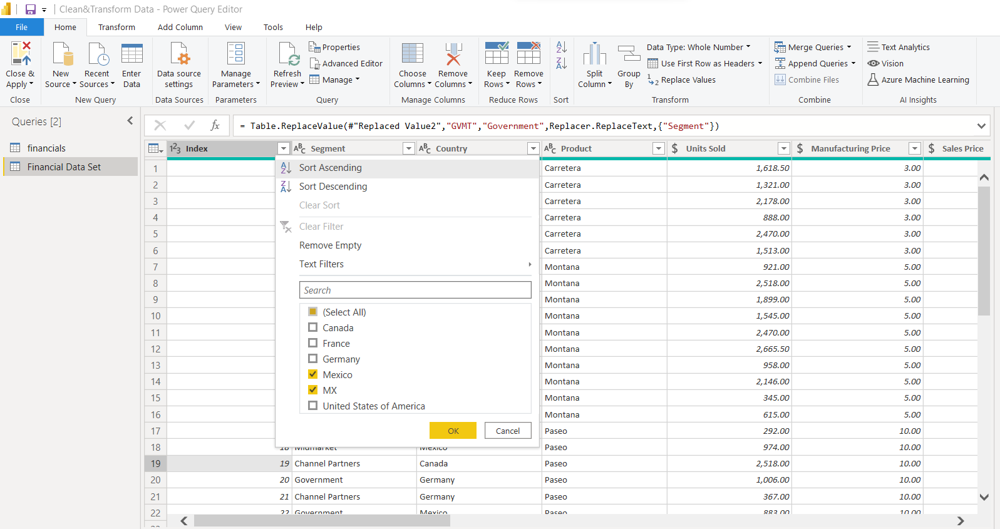 Clean&Transform Data - Power Query Editor
File Home Transform Add Column View Tools Help
Close & Apply
New Source
Recent Sources
Enter Data
Data source settings
Manage Parameters
Refresh Preview
Properties
Advanced Editor
Manage
Choose Columns
Remove Columns
Keep Rows
Remove Rows
Split Column
Group By
Data Type: Whole Number
Use First Row as Headers
Replace Values
Merge Queries
Append Queries
Combine Files
Text Analytics
Vision
Azure Machine Learning
Close New Query Data Sources Parameters Query Manage Columns Reduce Rows Sort Transform Combine AI Insights
Queries [2]
financials
Financial Data Set
fx = Table.ReplaceValue(#"Replaced Value2","GVMT","Government",Replacer.ReplaceText,{"Segment"})
123 Index ABC Segment ABC Country ABC Product $ Units Sold $ Manufacturing Price $ Sales Price
Sort Ascending
Sort Descending
Clear Sort
Clear Filter
Remove Empty
Text Filters
Search
(Select All)
Canada
France
Germany
Mexico
MX
United States of America
OK Cancel
1 Carretera 1,618.50 3.00
2 Carretera 1,321.00 3.00
3 Carretera 2,178.00 3.00
4 Carretera 888.00 3.00
5 Carretera 2,470.00 3.00
6 Carretera 1,513.00 3.00
7 Montana 921.00 5.00
8 Montana 2,518.00 5.00
9 Montana 1,899.00 5.00
10 Montana 1,545.00 5.00
11 Montana 2,470.00 5.00
12 Montana 2,665.50 5.00
13 Montana 958.00 5.00
14 Montana 2,146.00 5.00
15 Montana 345.00 5.00
16 Montana 615.00 5.00
17 Paseo 292.00 10.00
18 18 Midmarket Mexico Paseo 974.00 10.00
19 19 Channel Partners Canada Paseo 2,518.00 10.00
20 20 Government Germany Paseo 1,006.00 10.00
21 21 Channel Partners Germany Paseo 367.00 10.00
22 22 Government Mexico Paseo 883.00 10.00